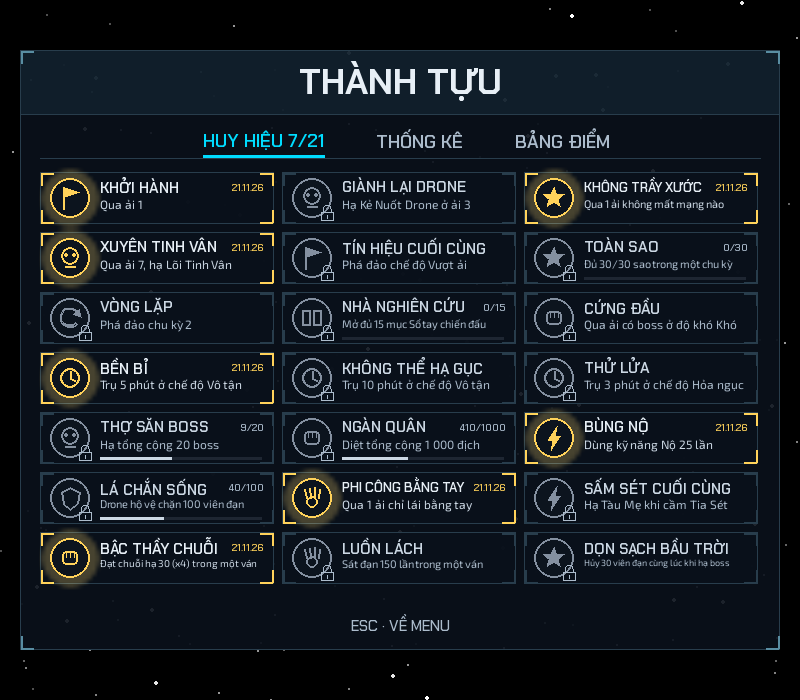 THÀNH TỰU
HUY HIỆU 7/21
THỐNG KÊ
BẢNG ĐIỂM
KHỞI HÀNH
21.11.26
Qua ải 1
GIÀNH LẠI DRONE
Hạ Kẻ Nuốt Drone ở ải 3
KHÔNG TRẦY XƯỚC
21.11.26
Qua 1 ải không mất mạng nào
XUYÊN TINH VÂN
21.11.26
Qua ải 7, hạ Lõi Tinh Vân
TÍN HIỆU CUỐI CÙNG
Phá đảo chế độ Vượt ải
TOÀN SAO
0/30
Đủ 30/30 sao trong một chu kỳ
VÒNG LẶP
Phá đảo chu kỳ 2
NHÀ NGHIÊN CỨU
0/15
Mở đủ 15 mục Sổ tay chiến đấu
CỨNG ĐẦU
Qua ải có boss ở độ khó Khó
BỀN BỈ
21.11.26
Trụ 5 phút ở chế độ Vô tận
KHÔNG THỂ HẠ GỤC
Trụ 10 phút ở chế độ Vô tận
THỬ LỬA
Trụ 3 phút ở chế độ Hỏa ngục
THỢ SĂN BOSS
9/20
Hạ tổng cộng 20 boss
NGÀN QUÂN
410/1000
Diệt tổng cộng 1 000 địch
BÙNG NỘ
21.11.26
Dùng kỹ năng Nộ 25 lần
LÁ CHẮN SỐNG
40/100
Drone hộ vệ chặn 100 viên đạn
PHI CÔNG BẰNG TAY
21.11.26
Qua 1 ải chỉ lái bằng tay
SẤM SÉT CUỐI CÙNG
Hạ Tàu Mẹ khi cầm Tia Sét
BẬC THẦY CHUỖI
21.11.26
Đạt chuỗi hạ 30 (x4) trong một ván
LUỒN LÁCH
Sát đạn 150 lần trong một ván
DỌN SẠCH BẦU TRỜI
Hủy 30 viên đạn cùng lúc khi hạ boss
ESC · VỀ MENU